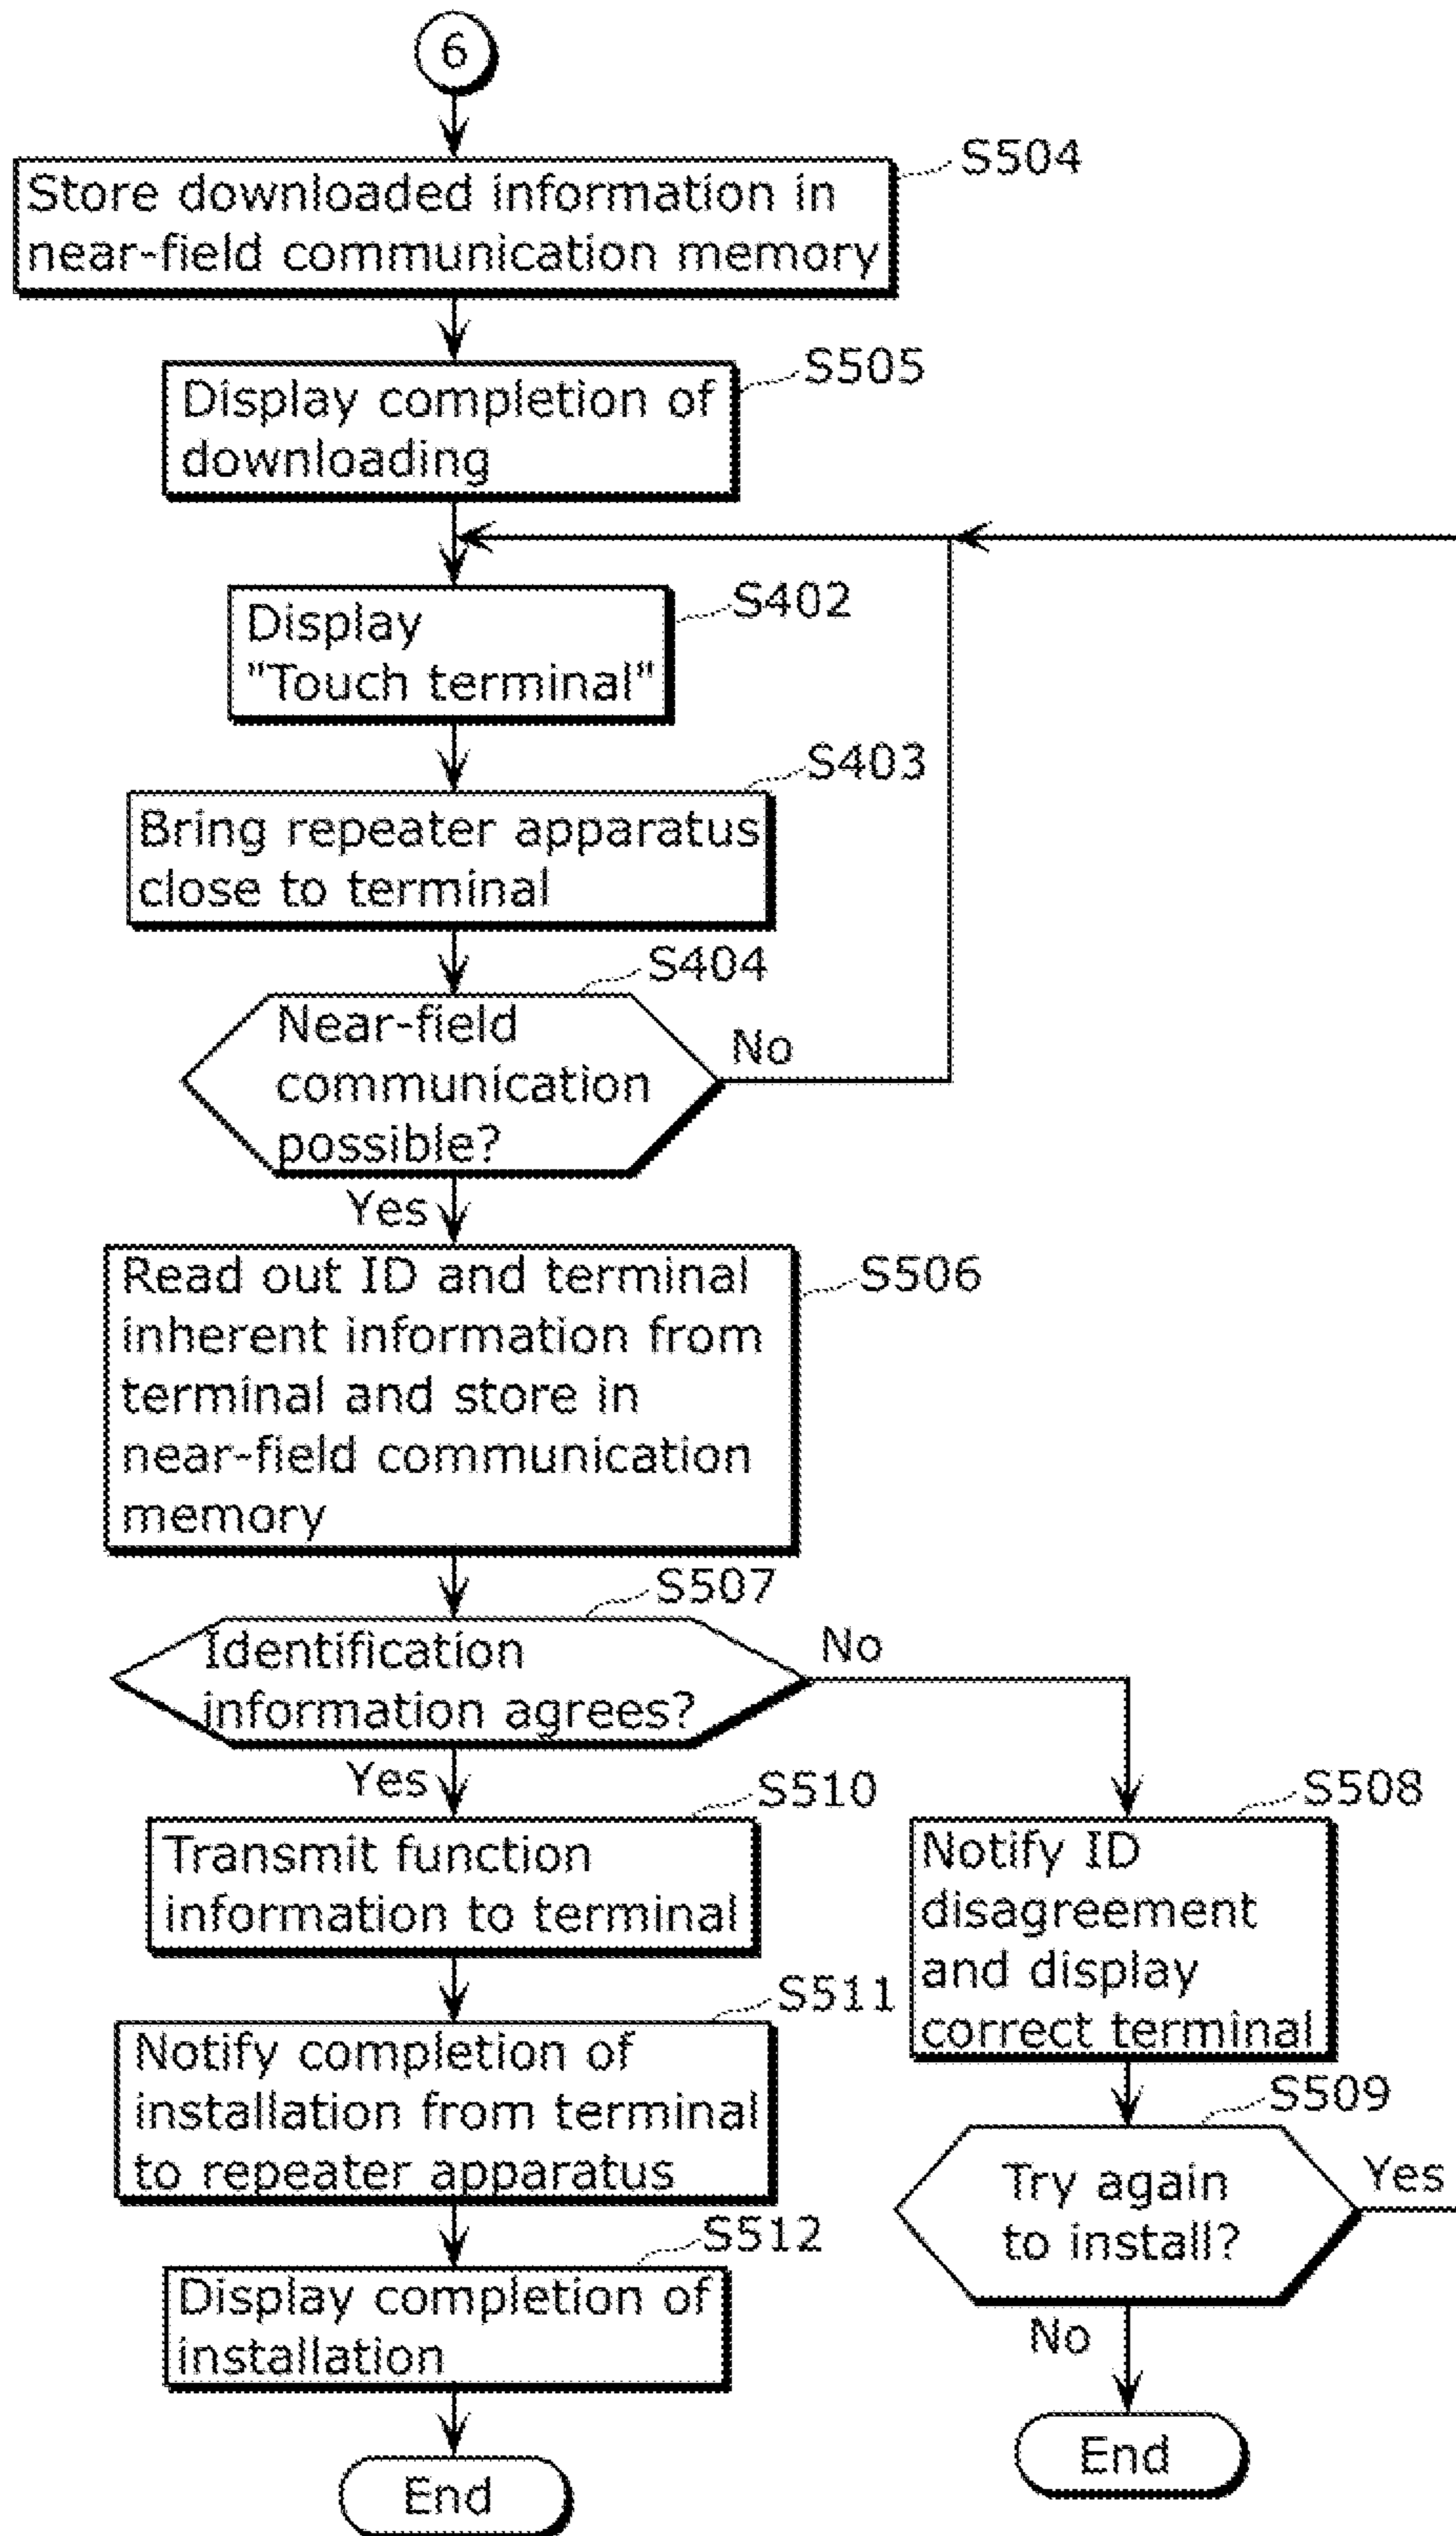 6
S504
Store downloaded information in
near-field communication memory
S505
Display completion of
downloading
S402
Display
"Touch terminal"
S403
Bring repeater apparatus
close to terminal
S404
Near-field
communication
possible?
No
Yes
S506
Read out ID and terminal
inherent information from
terminal and store in
near-field communication
memory
S507
Identification
information agrees?
No
Yes
S510
Transmit function
information to terminal
S508
Notify ID
disagreement
and display
correct terminal
S511
Notify completion of
installation from terminal
to repeater apparatus
S509
Try again
to install?
Yes
No
S512
Display completion of
installation
End
End